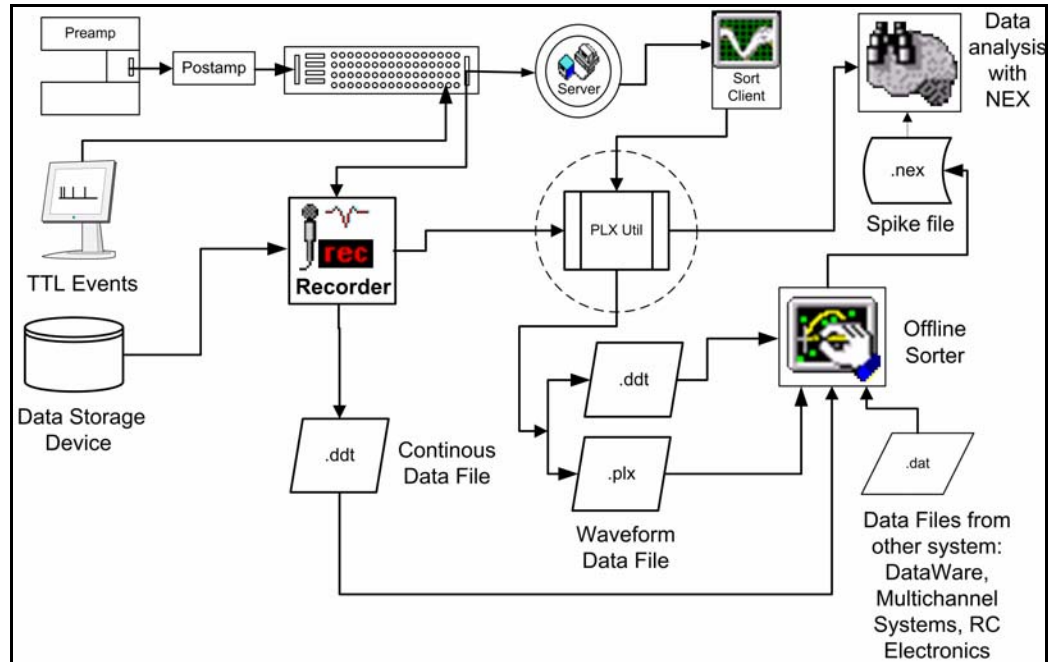 Preamp
Postamp
Server
Sort
Client
Data
analysis
with
NEX
.nex
Spike file
TTL Events
rec
Recorder
PLX Util
Offline
Sorter
Data Storage
Device
.ddt
Continous
Data File
.ddt
.plx
Waveform
Data File
.dat
Data Files from
other system:
DataWare,
Multichannel
Systems, RC
Electronics